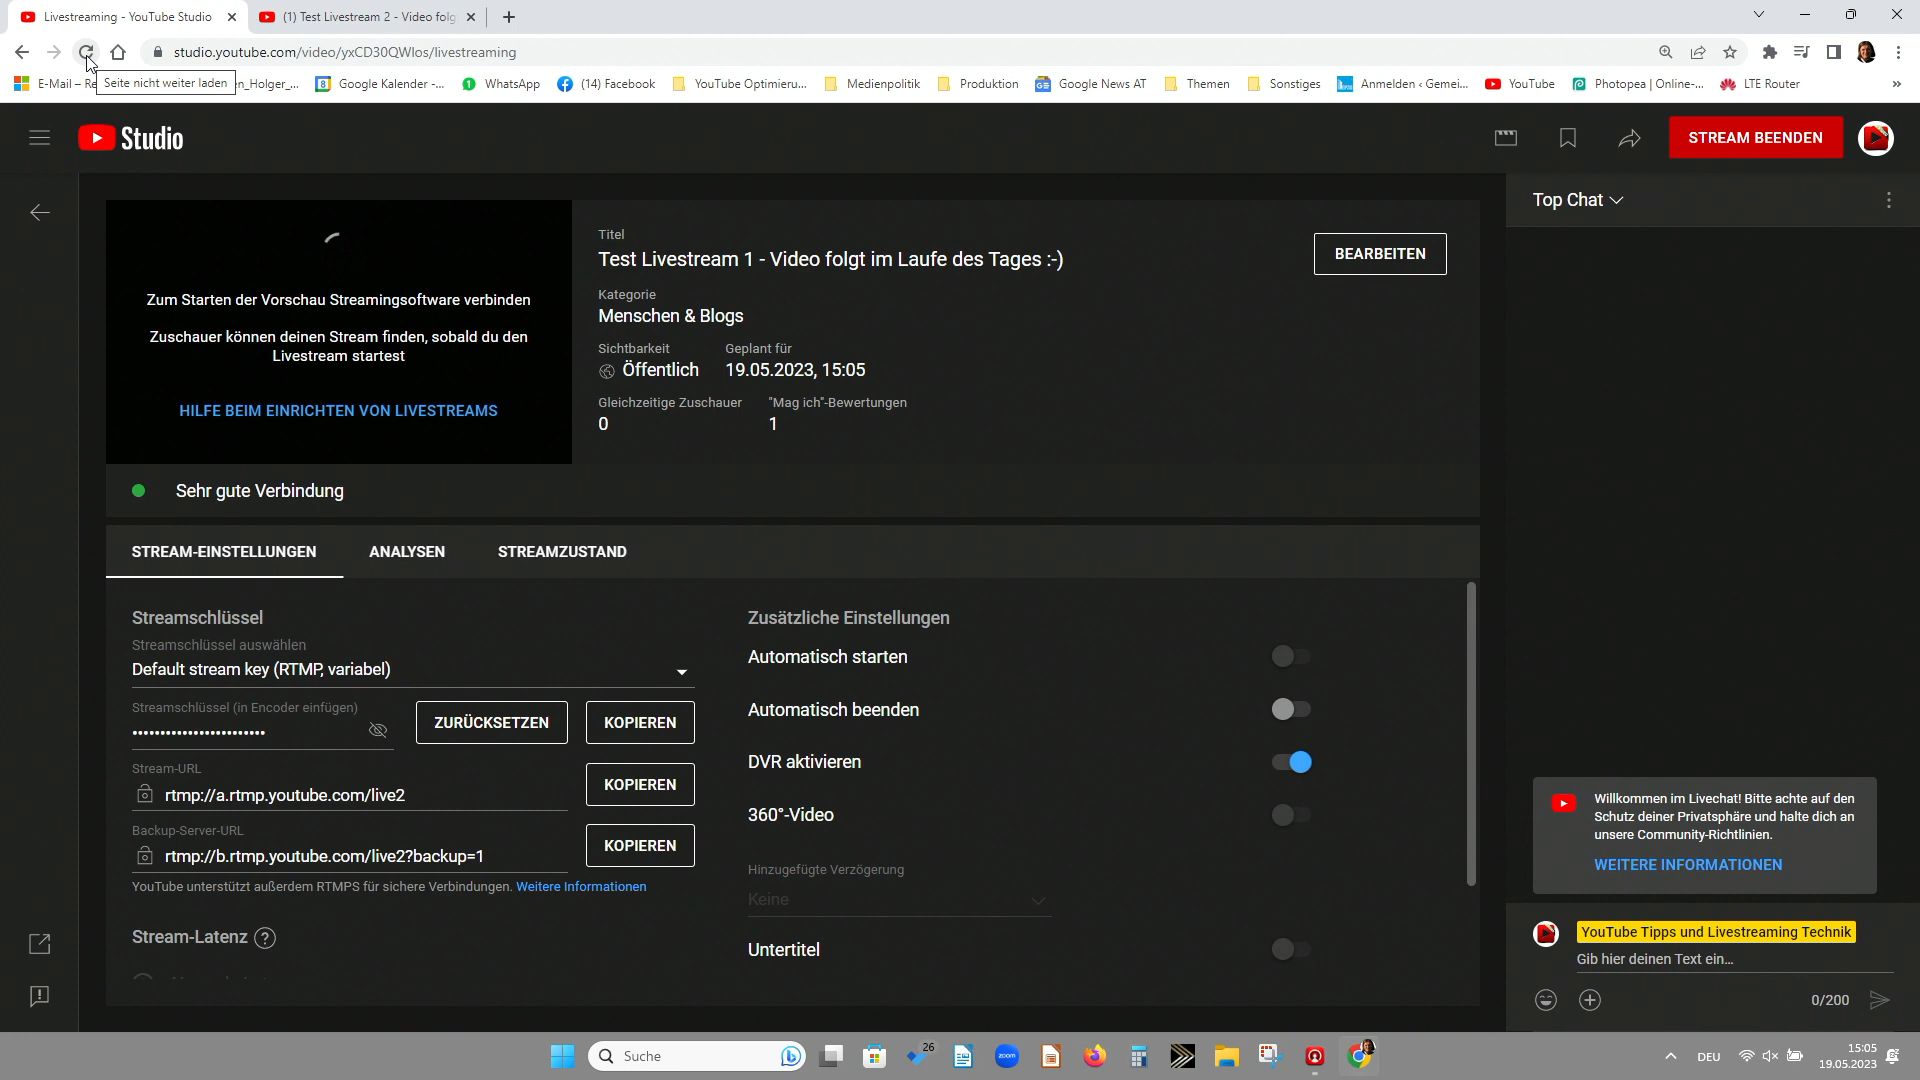 Livestreaming - YouTube Studio
(1) Test Livestream 2 - Video folg
studio.youtube.com/video/yxCD30QWlos/livestreaming
E-Mail – Re
Seite nicht weiter laden
en_Holger_...
Google Kalender -...
WhatsApp
(14) Facebook
YouTube Optimieru...
Medienpolitik
Produktion
Google News AT
Themen
Sonstiges
Anmelden ‹ Gemei...
YouTube
Photopea | Online-...
LTE Router
»
Studio
STREAM BEENDEN
Zum Starten der Vorschau Streamingsoftware verbinden
Zuschauer können deinen Stream finden, sobald du den
Livestream startest
HILFE BEIM EINRICHTEN VON LIVESTREAMS
Titel
Test Livestream 1 - Video folgt im Laufe des Tages :-)
BEARBEITEN
Kategorie
Menschen & Blogs
Sichtbarkeit
Öffentlich
Geplant für
19.05.2023, 15:05
Gleichzeitige Zuschauer
0
"Mag ich"-Bewertungen
1
Sehr gute Verbindung
STREAM-EINSTELLUNGEN
ANALYSEN
STREAMZUSTAND
Streamschlüssel
Streamschlüssel auswählen
Default stream key (RTMP, variabel)
Streamschlüssel (in Encoder einfügen)
••••••••••••••••••••••••
ZURÜCKSETZEN
KOPIEREN
Stream-URL
rtmp://a.rtmp.youtube.com/live2
KOPIEREN
Backup-Server-URL
rtmp://b.rtmp.youtube.com/live2?backup=1
KOPIEREN
YouTube unterstützt außerdem RTMPS für sichere Verbindungen. Weitere Informationen
Stream-Latenz ?
Zusätzliche Einstellungen
Automatisch starten
Automatisch beenden
DVR aktivieren
360°-Video
Hinzugefügte Verzögerung
Keine
Untertitel
Top Chat
Willkommen im Livechat! Bitte achte auf den
Schutz deiner Privatsphäre und halte dich an
unsere Community-Richtlinien.
WEITERE INFORMATIONEN
YouTube Tipps und Livestreaming Technik
Gib hier deinen Text ein...
0/200
Suche
26
zoom
DEU
15:05
19.05.2023